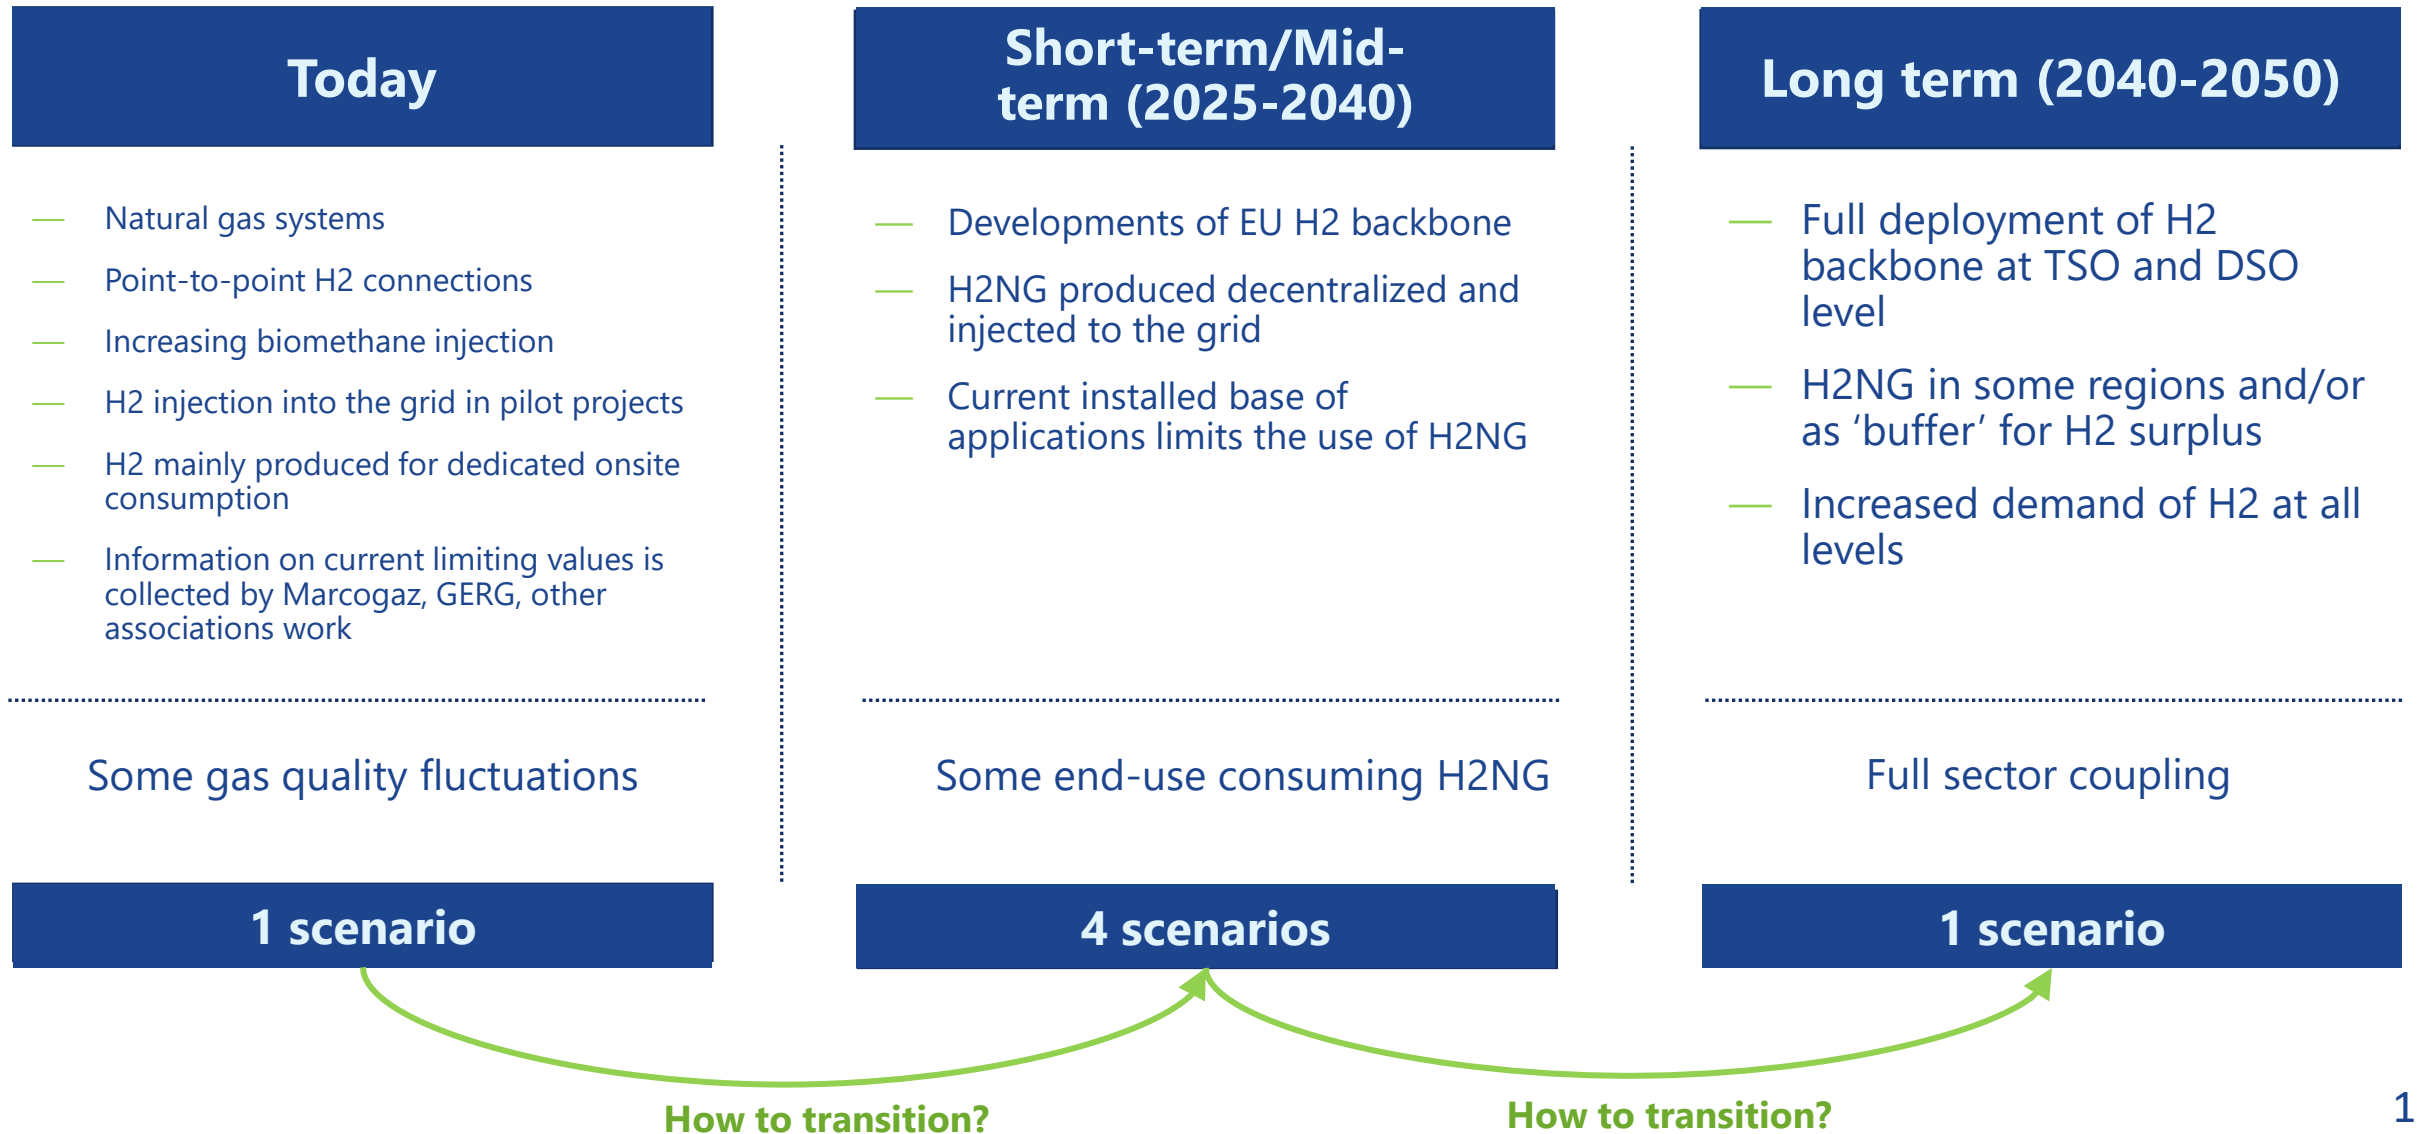 Today
Natural gas systems
Point-to-point H2 connections
Increasing biomethane injection
H2 injection into the grid in pilot projects
H2 mainly produced for dedicated onsite
consumption
Information on current limiting values is
collected by Marcogaz, GERG, other
associations work
Some gas quality fluctuations
1 scenario
Short-term/Mid-
term (2025-2040)
Developments of EU H2 backbone
H2NG produced decentralized and
injected to the grid
Current installed base of
applications limits the use of H2NG
Some end-use consuming H2NG
4 scenarios
Long term (2040-2050)
Full deployment of H2
backbone at TSO and DSO
level
H2NG in some regions and/or
as ‘buffer’ for H2 surplus
Increased demand of H2 at all
levels
Full sector coupling
1 scenario
How to transition?
How to transition?
1